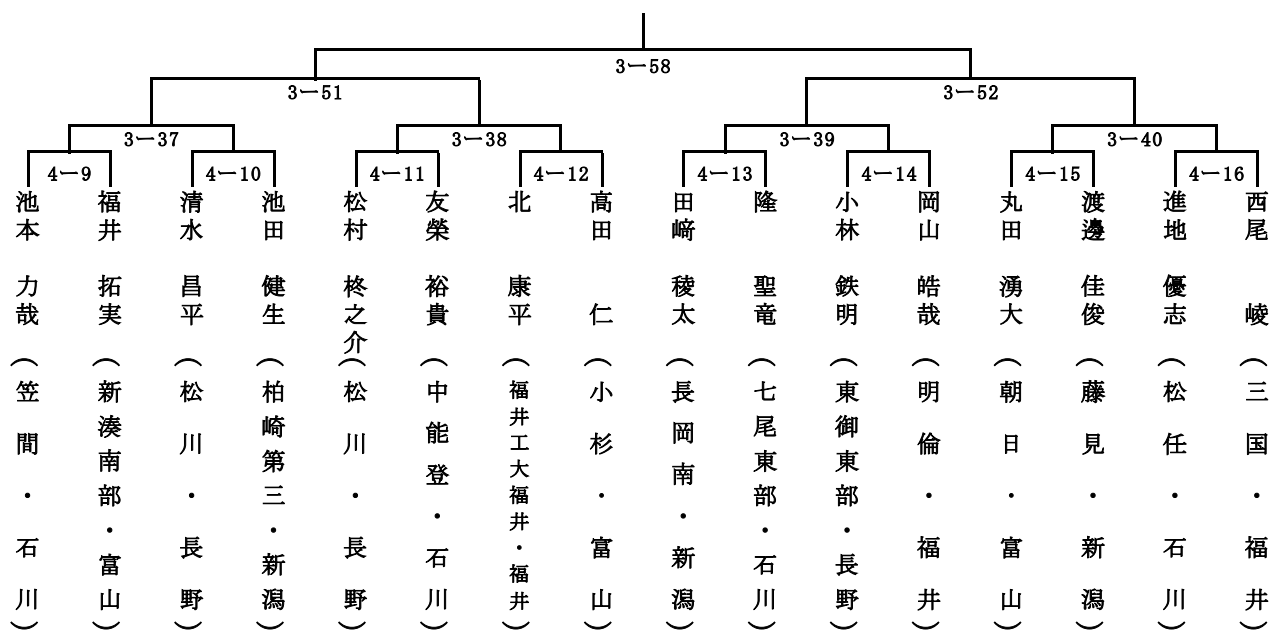 3ー58
3ー51
3ー52
3ー37
3ー38
3ー39
3ー40
4ー9
4ー10
4ー11
4ー12
4ー13
4ー14
4ー15
4ー16
池本 力哉（笠間・石川）
福井 拓実（新湊南部・富山）
清水 昌平（松川・長野）
池田 健生（柏崎第三・新潟）
松村 柊之介（松川・長野）
友榮 裕貴（中能登・石川）
北 康平（福井工大福井・福井）
高田 仁（小杉・富山）
田﨑 稜太（長岡南・新潟）
隆 聖竜（七尾東部・石川）
小林 鉄明（東御東部・長野）
岡山 皓哉（明倫・福井）
丸田 湧大（朝日・富山）
渡邊 佳俊（藤見・新潟）
進地 優志（松任・石川）
西尾 崚（三国・福井）